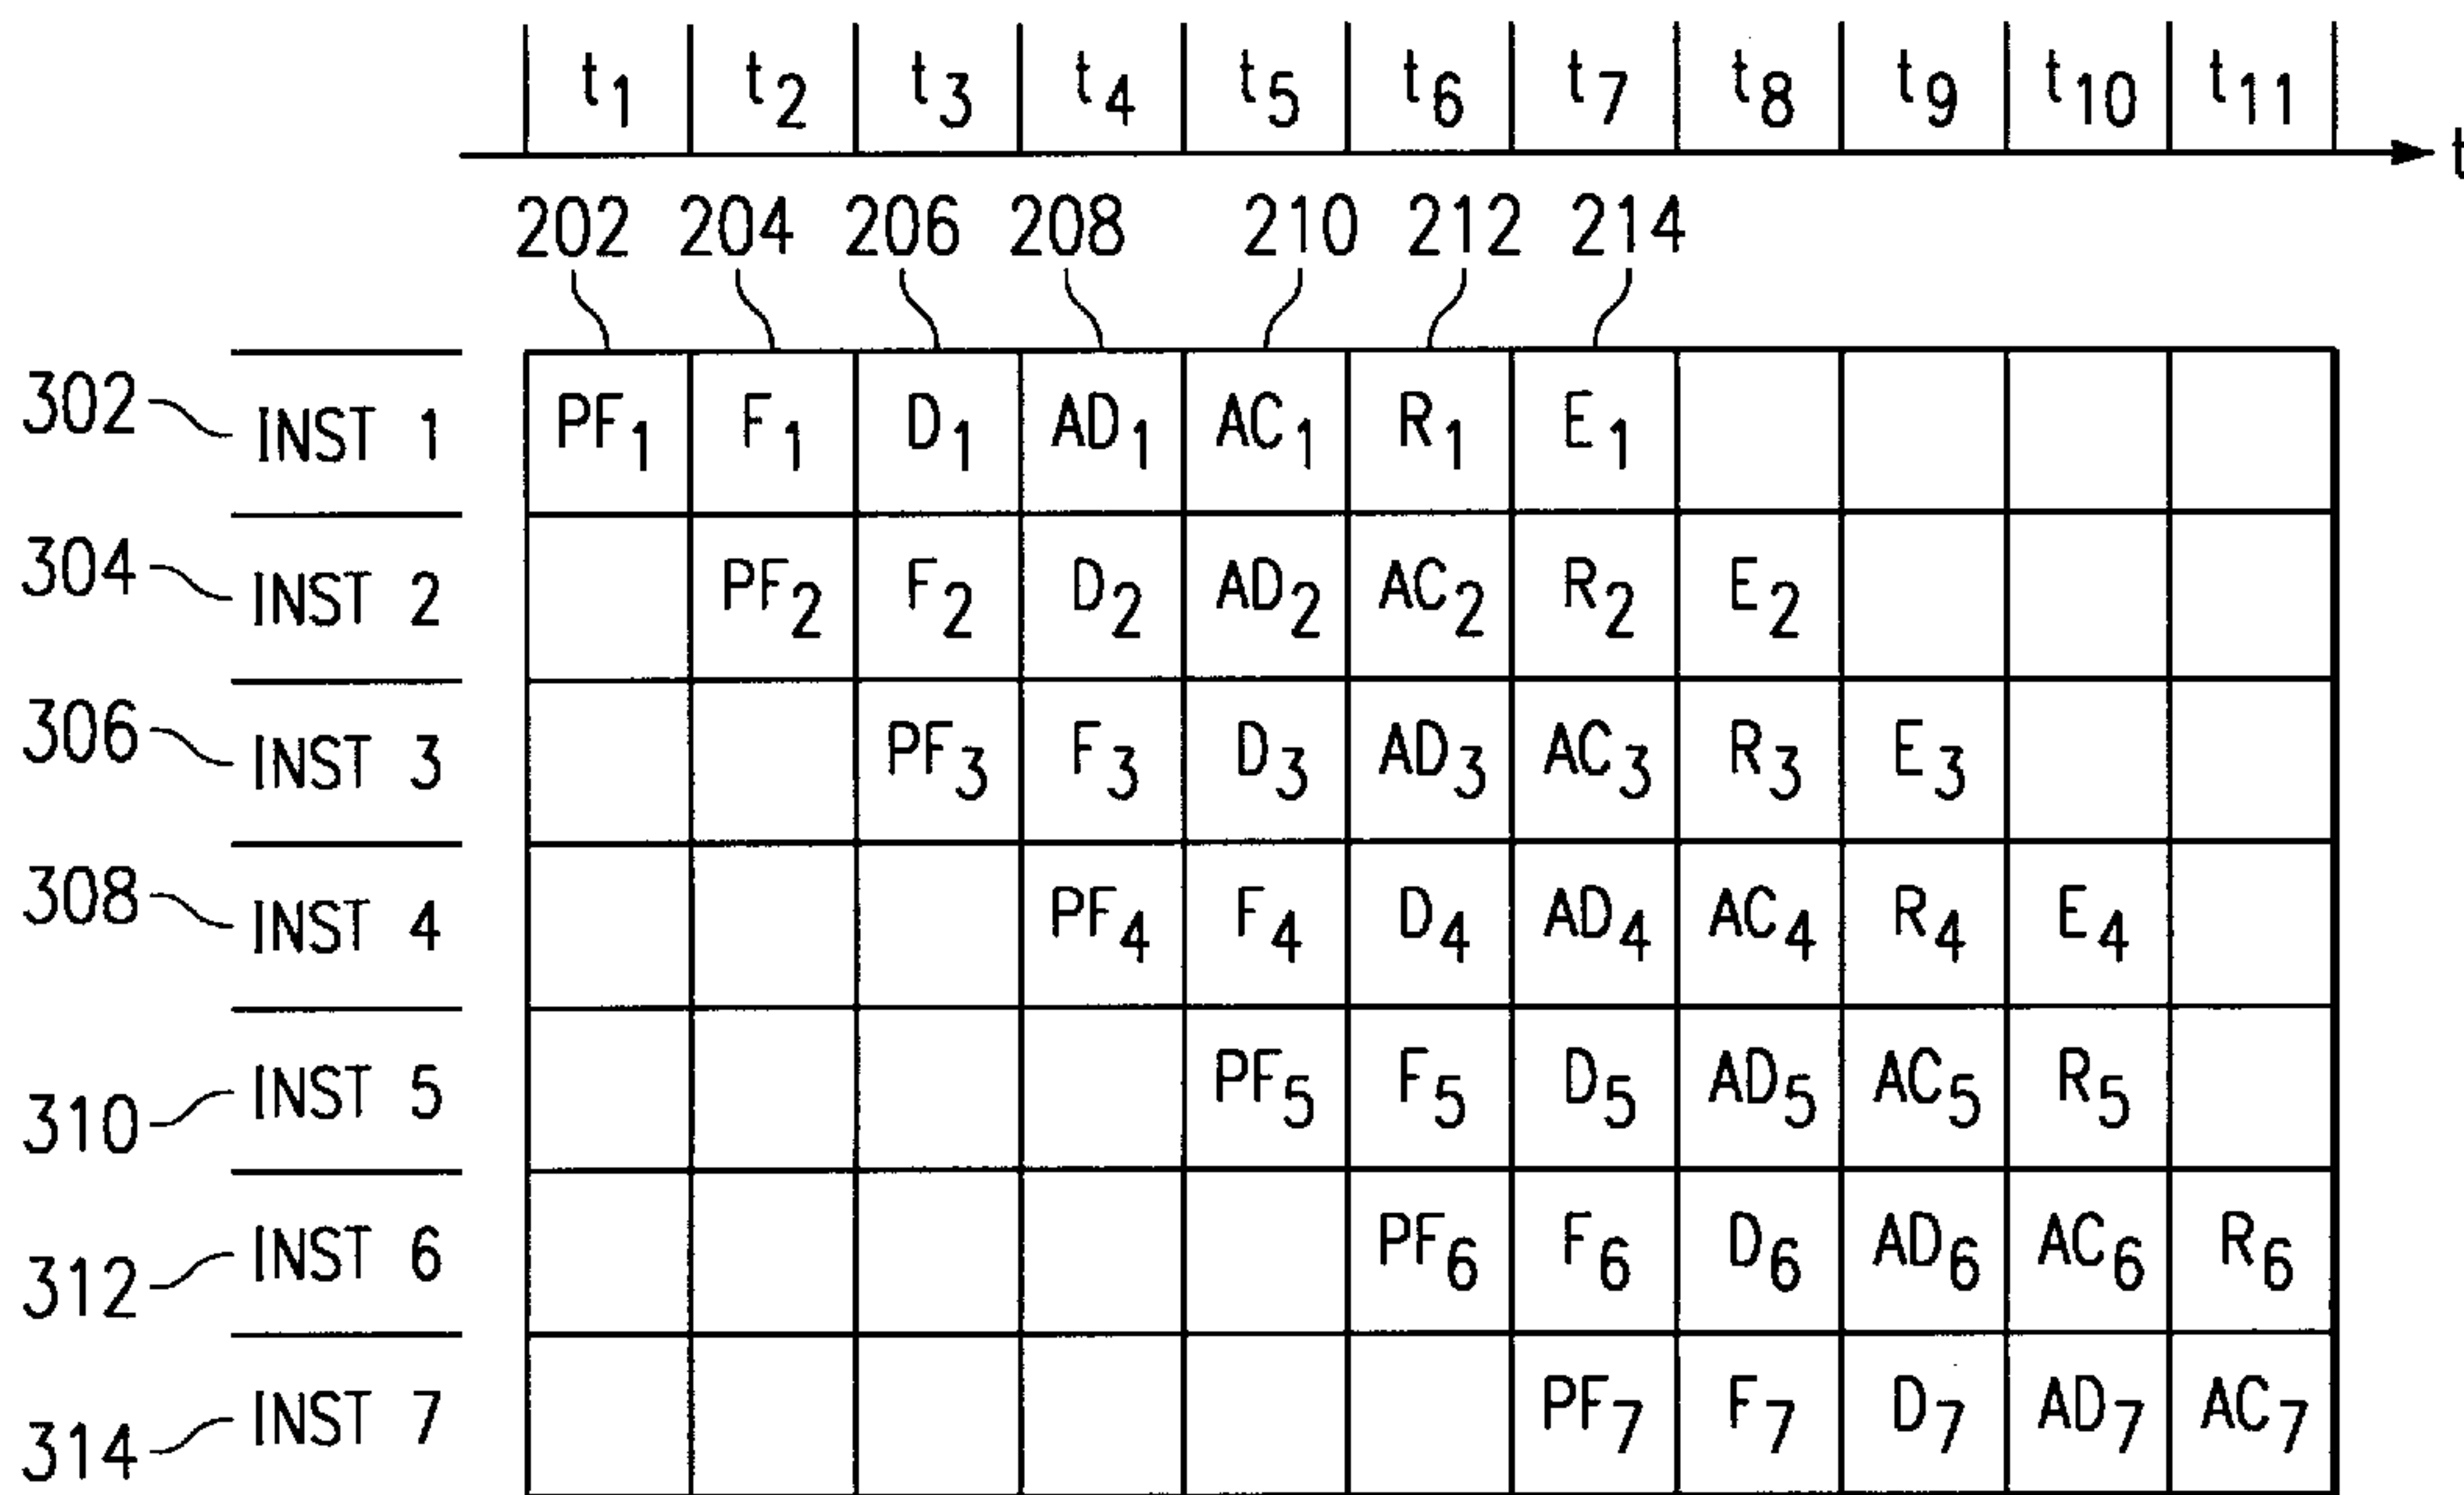 t1 t2 t3 t4 t5 t6 t7 t8 t9 t10 t11
t
202 204 206 208 210 212 214
302 INST 1 PF1 F1 D1 AD1 AC1 R1 E1
304 INST 2 PF2 F2 D2 AD2 AC2 R2 E2
306 INST 3 PF3 F3 D3 AD3 AC3 R3 E3
308 INST 4 PF4 F4 D4 AD4 AC4 R4 E4
310 INST 5 PF5 F5 D5 AD5 AC5 R5
312 INST 6 PF6 F6 D6 AD6 AC6 R6
314 INST 7 PF7 F7 D7 AD7 AC7